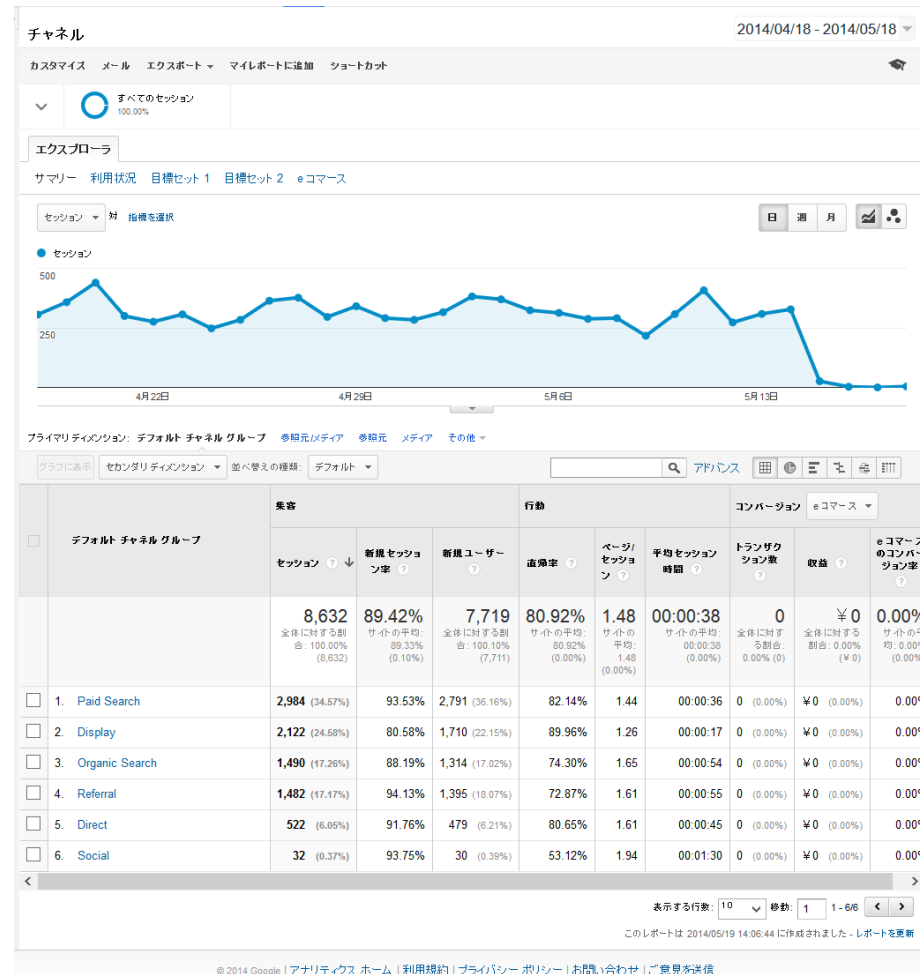 チャネル
2014/04/18 - 2014/05/18
カスタマイズ メール エクスポート マイレポートに追加 ショートカット
すべてのセッション
100.00%
エクスプローラ
サマリー 利用状況 目標セット 1 目標セット 2 eコマース
セッション 対 指標を選択 日 週 月
セッション
500
250
4月22日 4月29日 5月6日 5月13日
プライマリ ディメンション: デフォルト チャネル グループ 参照元/メディア 参照元 メディア その他
グラフに表示 セカンダリ ディメンション 並べ替えの種類: デフォルト アドバンス
集客 行動 コンバージョン eコマース
デフォルト チャネル グループ
セッション ? 新規セッション率 ? 新規ユーザー ? 直帰率 ? ページ/セッション ? 平均セッション時間 ? トランザクション数 ? 収益 ? eコマースのコンバージョン率 ?
8,632 89.42% 7,719 80.92% 1.48 00:00:38 0 ¥0 0.00%
全体に対する割合: 100.00% (8,632) サイトの平均: 89.33% (0.10%) 全体に対する割合: 100.10% (7,711) サイトの平均: 80.92% (0.00%) サイトの平均: 1.48 (0.00%) サイトの平均: 00:00:38 (0.00%) 全体に対する割合: 0.00% (0) 全体に対する割合: 0.00% (¥0)
1. Paid Search 2,984 (34.57%) 93.53% 2,791 (36.16%) 82.14% 1.44 00:00:36 0 (0.00%) ¥0 (0.00%) 0.00%
2. Display 2,122 (24.58%) 80.58% 1,710 (22.15%) 89.96% 1.26 00:00:17 0 (0.00%) ¥0 (0.00%) 0.00%
3. Organic Search 1,490 (17.26%) 88.19% 1,314 (17.02%) 74.30% 1.65 00:00:54 0 (0.00%) ¥0 (0.00%) 0.00%
4. Referral 1,482 (17.17%) 94.13% 1,395 (18.07%) 72.87% 1.61 00:00:55 0 (0.00%) ¥0 (0.00%) 0.00%
5. Direct 522 (6.05%) 91.76% 479 (6.21%) 80.65% 1.61 00:00:45 0 (0.00%) ¥0 (0.00%) 0.00%
6. Social 32 (0.37%) 93.75% 30 (0.39%) 53.12% 1.94 00:01:30 0 (0.00%) ¥0 (0.00%) 0.00%
表示する行数: 10 移動: 1 1 - 6/6
このレポートは 2014/05/19 14:06:44 に作成されました - レポートを更新
© 2014 Google | アナリティクス ホーム | 利用規約 | プライバシー ポリシー | お問い合わせ | ご意見を送信